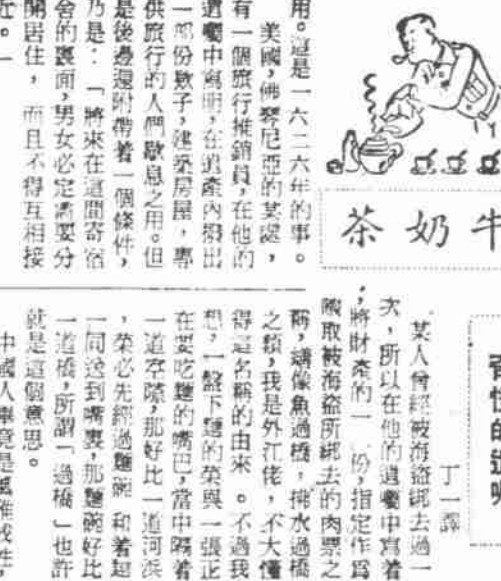 牛奶茶
怪的遺囑
丁一譯
某人曾經被海盜綁去過一
次，所以在他的遺囑中寫着
，將財產的一 份，指定作爲
贖取被海盜所綁去的肉票之
用。這是一六二六年的事。
美國，佛琴尼亞的某處，
有一個旅行推銷員，在他的
遺囑中寫明，在遺產內撥出
一部份欵子，建築房屋，專
供旅行的人們歇息之用。但
是後邊還附帶着一個條件，
乃是：「將來在這間寄宿
舍的裏面，男女必定需要分
開居住，而且不得互相接
近。」
稱，像魚過橋，水過橋
之類，我是外江佬，不大懂
得這名稱的由來。不過我
想，一盤下麵的菜與一張正
在要吃麵的嘴巴，當中隔着
一道空隙，那好比一道河浜
，菜必先經過麵碗 和着麵
一同送到嘴裏，那麵碗好比
一道橋，所謂「過橋」也許
就是這個意思。
中國人畢竟是風雅成性，